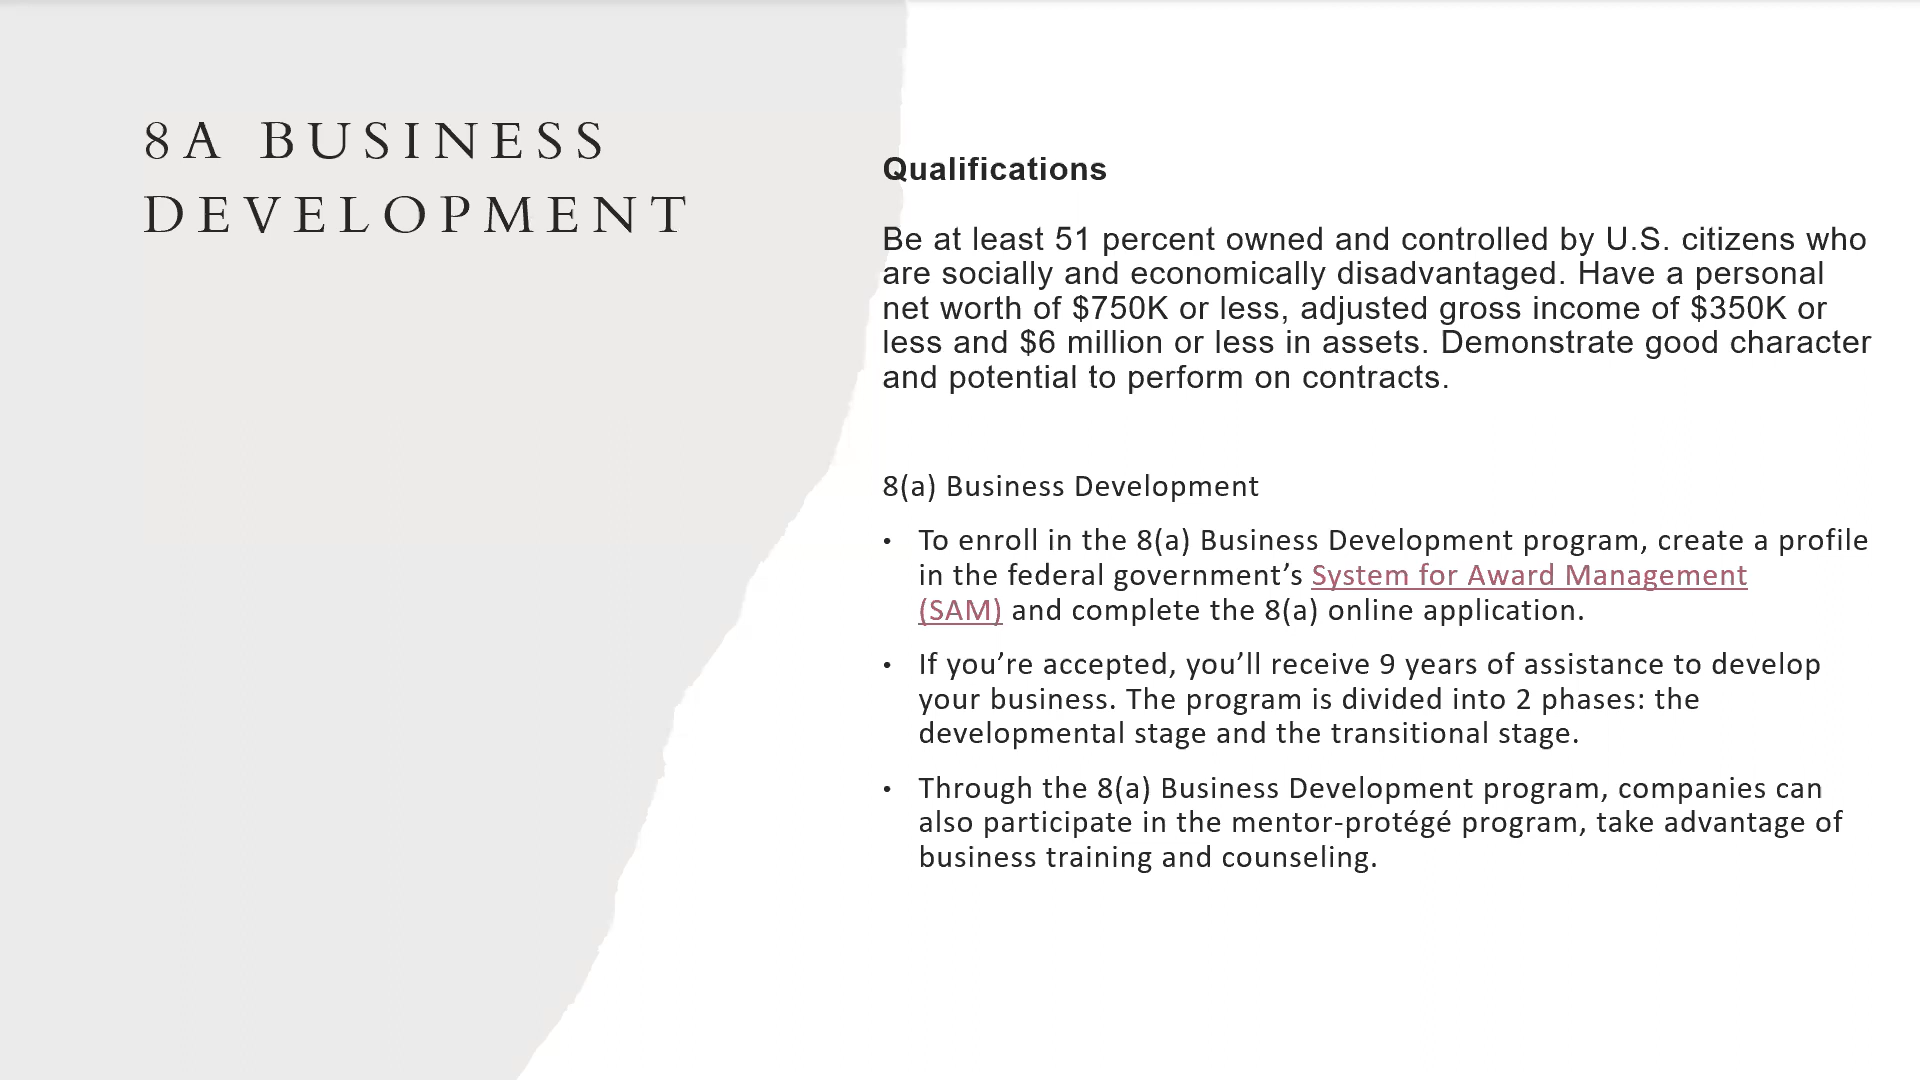 8A BUSINESS
DEVELOPMENT
Qualifications
Be at least 51 percent owned and controlled by U.S. citizens who
are socially and economically disadvantaged. Have a personal
net worth of $750K or less, adjusted gross income of $350K or
less and $6 million or less in assets. Demonstrate good character
and potential to perform on contracts.
8(a) Business Development
• To enroll in the 8(a) Business Development program, create a profile
in the federal government’s System for Award Management
(SAM) and complete the 8(a) online application.
• If you’re accepted, you’ll receive 9 years of assistance to develop
your business. The program is divided into 2 phases: the
developmental stage and the transitional stage.
• Through the 8(a) Business Development program, companies can
also participate in the mentor-protégé program, take advantage of
business training and counseling.